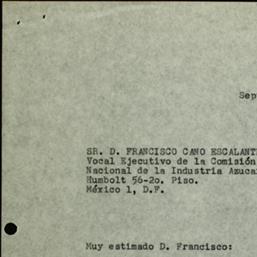 Sep
SR. D. FRANCISCO CANO ESCALANT
Vocal Ejecutivo de la Comisión
Nacional de la Industria Azuca
Humbolt 56-2o. Piso.
México 1, D.F.
Muy estimado D. Francisco: